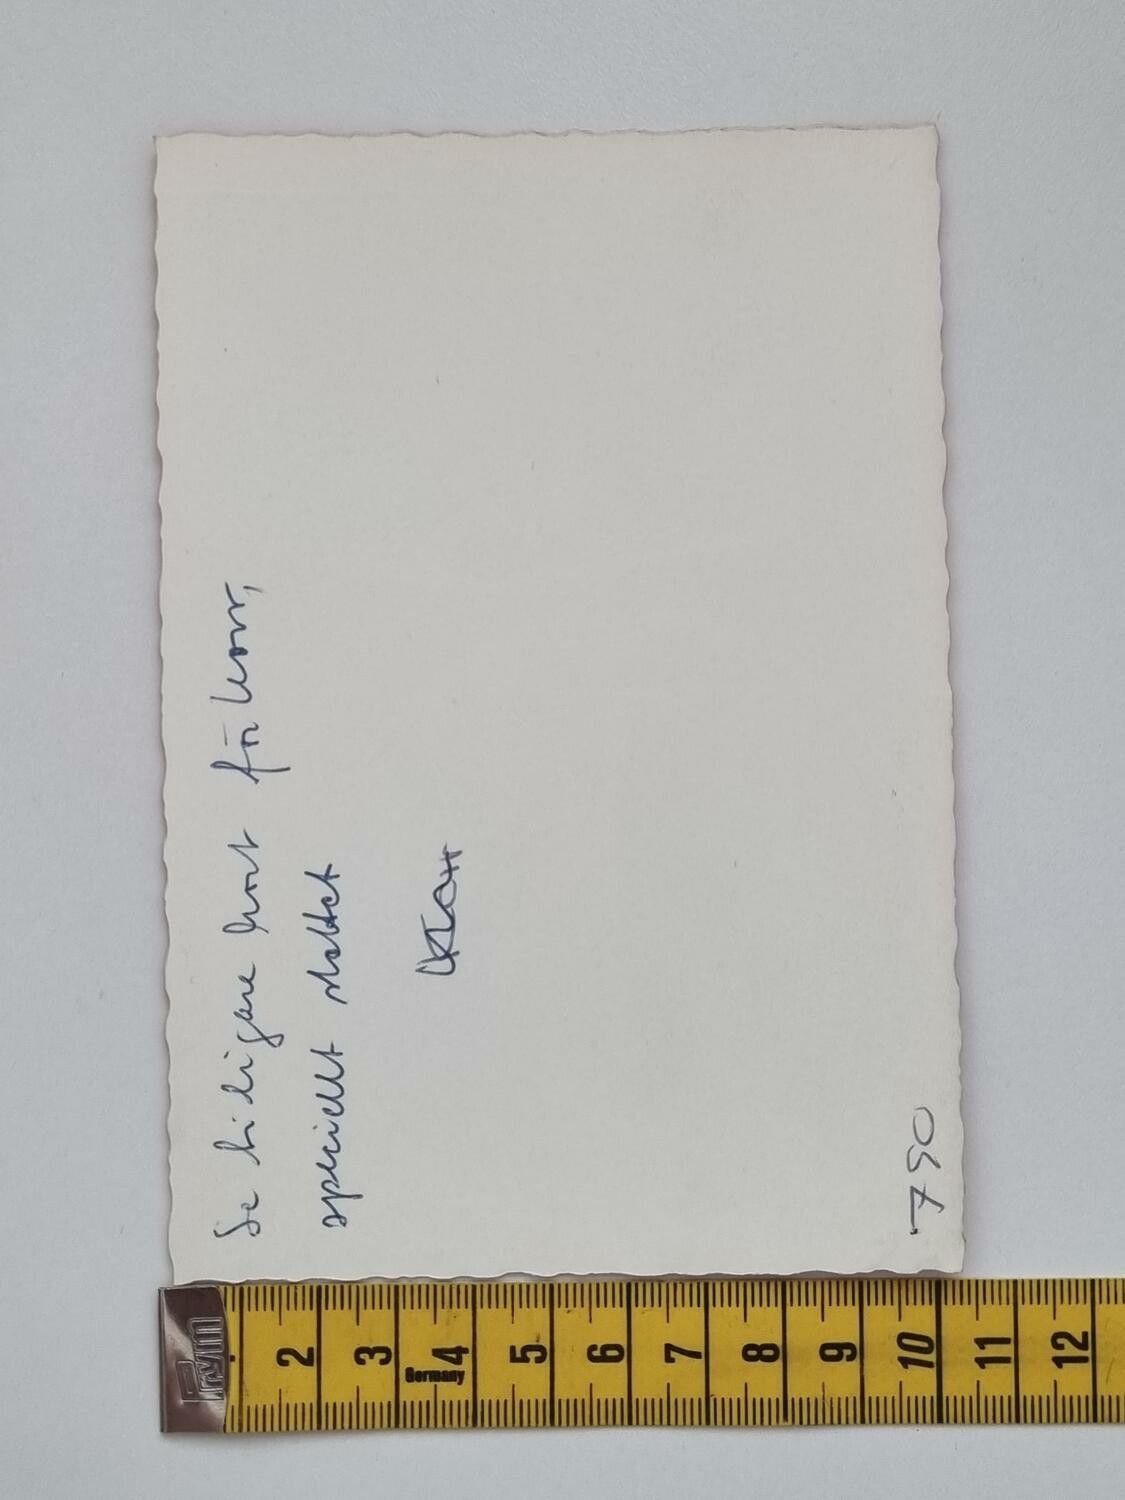 Se tidigare kort för
speciellt slottet
750
Prym
2 3 4 5 6 7 8 9 10 11 12
Germany